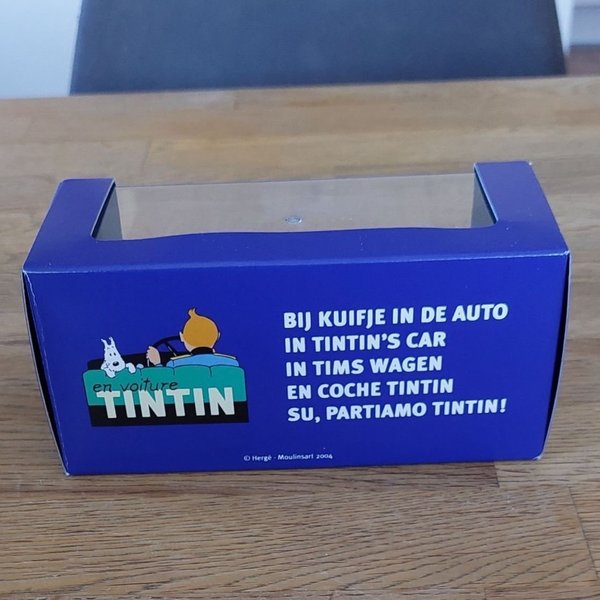 en voiture
TINTIN
BIJ KUIFJE IN DE AUTO
IN TINTIN'S CAR
IN TIMS WAGEN
EN COCHE TINTIN
SU, PARTIAMO TINTIN!
© Hergé - Moulinsart 2004